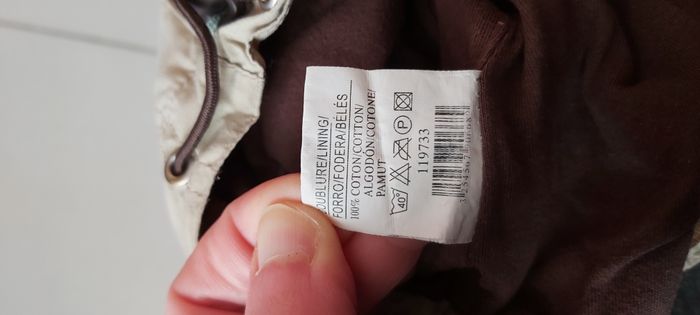 DOUBLURE/LINING/
FORRO/FODERA/BÉLÉS
100% COTON/COTTON/
ALGODÓN/COTONE/
PAMUT
40°
P
119733